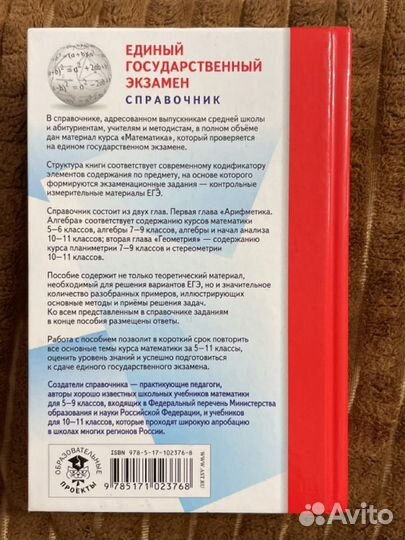 ЕДИНЫЙ
ГОСУДАРСТВЕННЫЙ
ЭКЗАМЕН
СПРАВОЧНИК
В справочнике, адресованном выпускникам средней школы
и абитуриентам, учителям и методистам, в полном объёме
дан материал курса «Математика», который проверяется
на едином государственном экзамене.
Структура книги соответствует современному кодификатору
элементов содержания по предмету, на основе которого
формируются экзаменационные задания — контрольные
измерительные материалы ЕГЭ.
Справочник состоит из двух глав. Первая глава «Арифметика.
Алгебра» соответствует содержанию курсов математики
5–6 классов, алгебры 7–9 классов, алгебры и начал анализа
10–11 классов; вторая глава «Геометрия» — содержанию
курса планиметрии 7–9 классов и стереометрии
10–11 классов.
Пособие содержит не только теоретический материал,
необходимый для решения вариантов ЕГЭ, но и значительное
количество разобранных примеров, иллюстрирующих
основные методы и приёмы решения задач.
Ко всем представленным в справочнике заданиям
в конце пособия размещены ответы.
Работа с пособием позволит в короткий срок повторить
все основные темы курса математики за 5–11 классы,
оценить уровень знаний и успешно подготовиться
к сдаче единого государственного экзамена.
Создатели справочника — практикующие педагоги,
авторы хорошо известных школьных учебников математики
для 5–9 классов, входящих в Федеральный перечень Министерства
образования и науки Российской Федерации, и учебников
для 10–11 классов, которые проходят широкую апробацию
в школах многих регионов России.
ОБРАЗОВАТЕЛЬНЫЕ
ПРОЕКТЫ
ISBN 978-5-17-102376-8
9 785171 023768
WWW.AST.RU
Avito